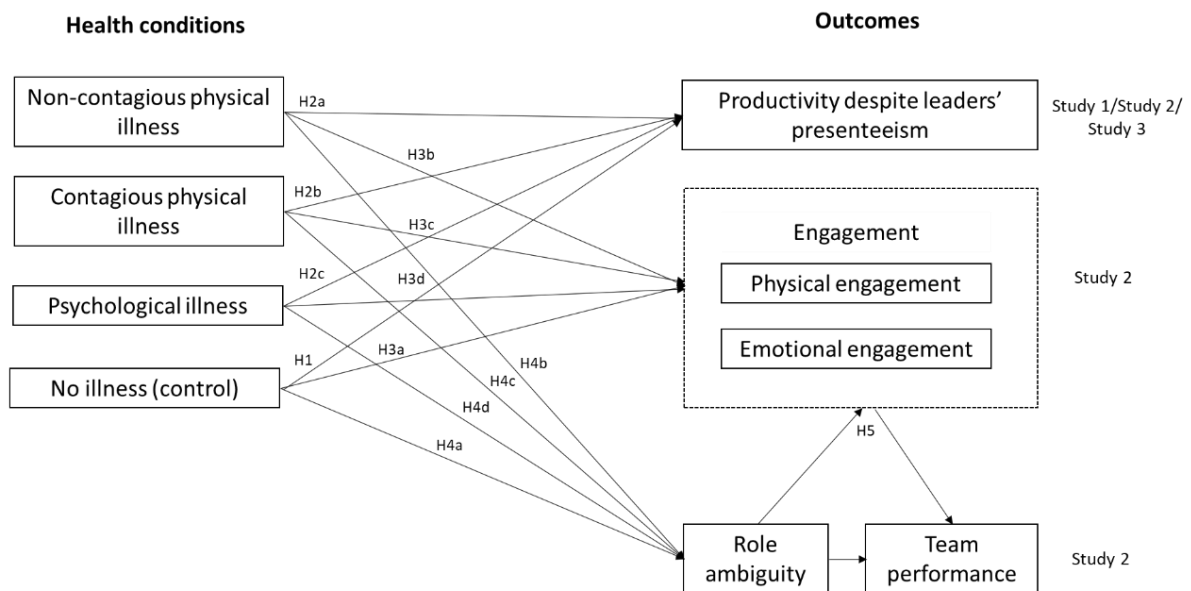 Health conditions
Outcomes
Non-contagious physical
illness
H2a
Productivity despite leaders’
presenteeism
Study 1/Study 2/
Study 3
H3b
Contagious physical
illness
H2b
H3c
Engagement
H2c
H3d
Physical engagement
Study 2
Psychological illness
Emotional engagement
H1
H3a
H4b
No illness (control)
H4c
H4d
H4a
H5
Role
ambiguity
Team
performance
Study 2